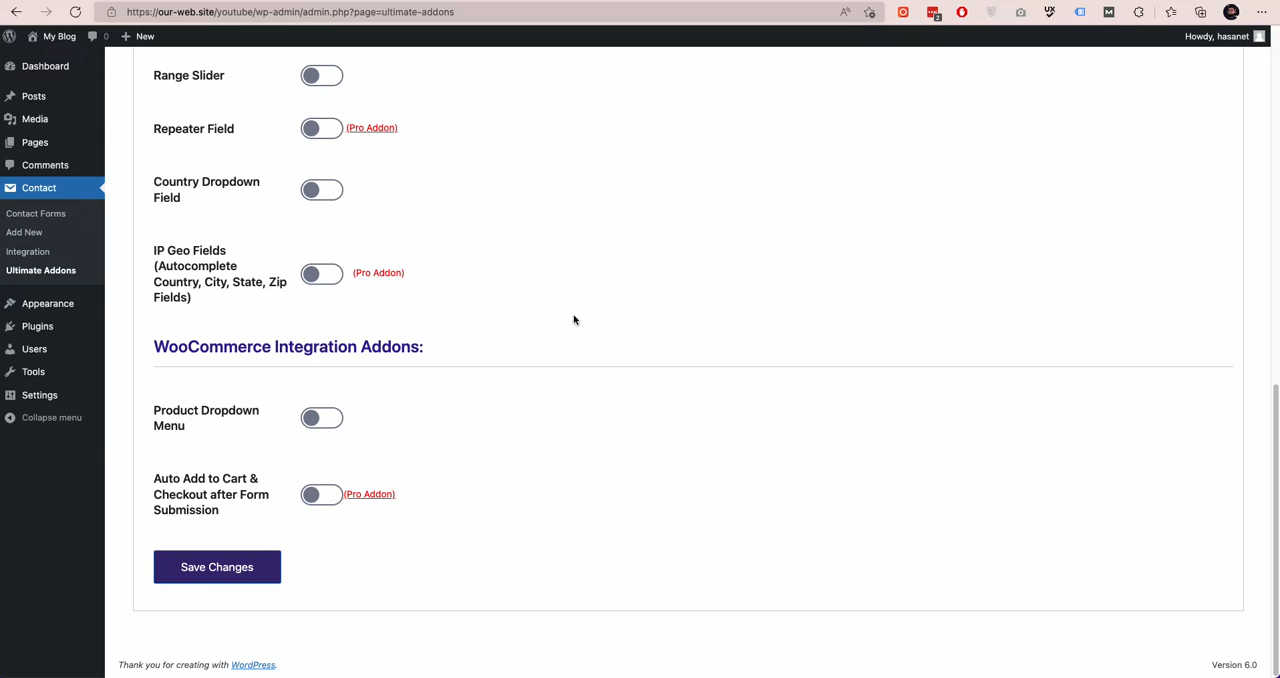 https://our-web.site/youtube/wp-admin/admin.php?page=ultimate-addons
My Blog 0 New Howdy, hasanet
Dashboard
Posts
Media
Pages
Comments
Contact
Contact Forms
Add New
Integration
Ultimate Addons
Appearance
Plugins
Users
Tools
Settings
Collapse menu
Range Slider
Repeater Field (Pro Addon)
Country Dropdown
Field
IP Geo Fields
(Autocomplete
Country, City, State, Zip
Fields)
(Pro Addon)
WooCommerce Integration Addons:
Product Dropdown
Menu
Auto Add to Cart &
Checkout after Form
Submission
(Pro Addon)
Save Changes
Thank you for creating with WordPress. Version 6.0